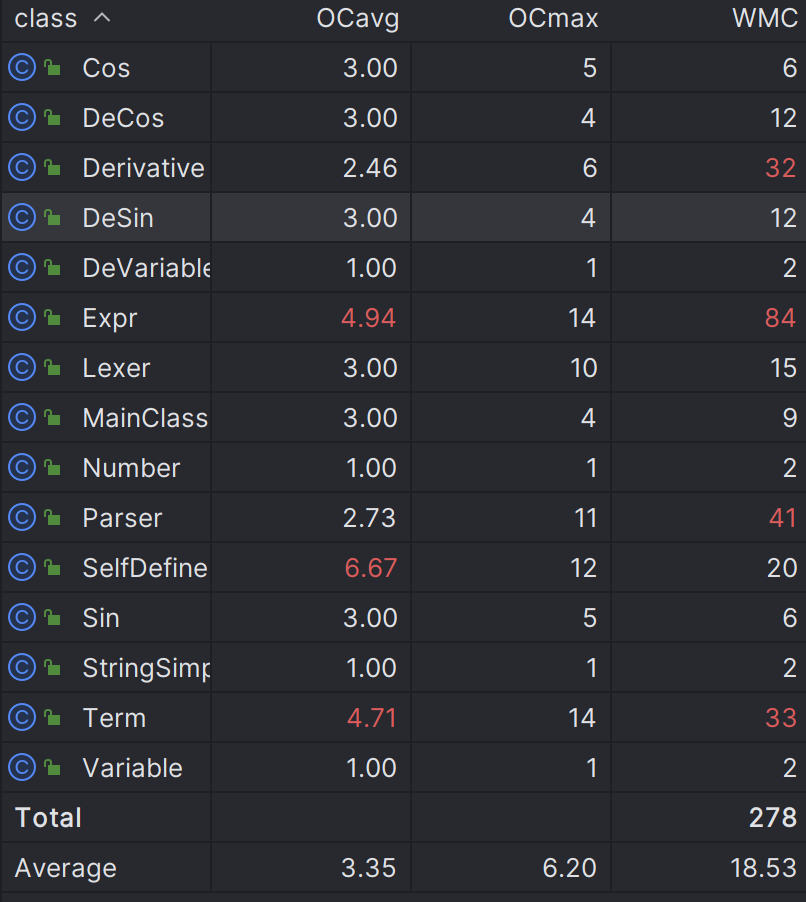 class OCavg OCmax WMC
C Cos 3.00 5 6
C DeCos 3.00 4 12
C Derivative 2.46 6 32
C DeSin 3.00 4 12
C DeVariable 1.00 1 2
C Expr 4.94 14 84
C Lexer 3.00 10 15
C MainClass 3.00 4 9
C Number 1.00 1 2
C Parser 2.73 11 41
C SelfDefine 6.67 12 20
C Sin 3.00 5 6
C StringSimp 1.00 1 2
C Term 4.71 14 33
C Variable 1.00 1 2
Total 278
Average 3.35 6.20 18.53